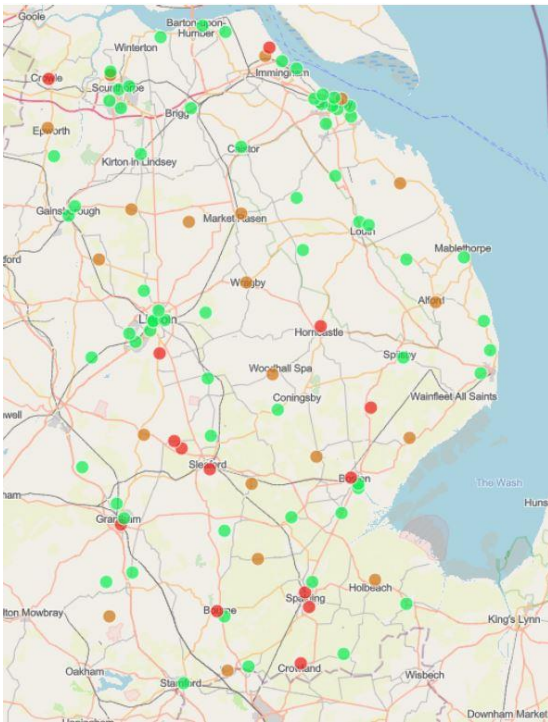 Goole
Barton-upon-
Humber
Winterton
Immingham
Crowle
Scunthorpe
Brigg
Epworth
Caistor
Kirton in Lindsey
Gainsborough
Market Rasen
Louth
Mablethorpe
Wragby
Alford
Lincoln
Horncastle
Spilsby
Woodhall Spa
Coningsby
Wainfleet All Saints
Sleaford
Boston
The Wash
Grantham
Holbeach
Spalding
Bourne
King's Lynn
Oakham
Crowland
Wisbech
Stamford
Downham Market